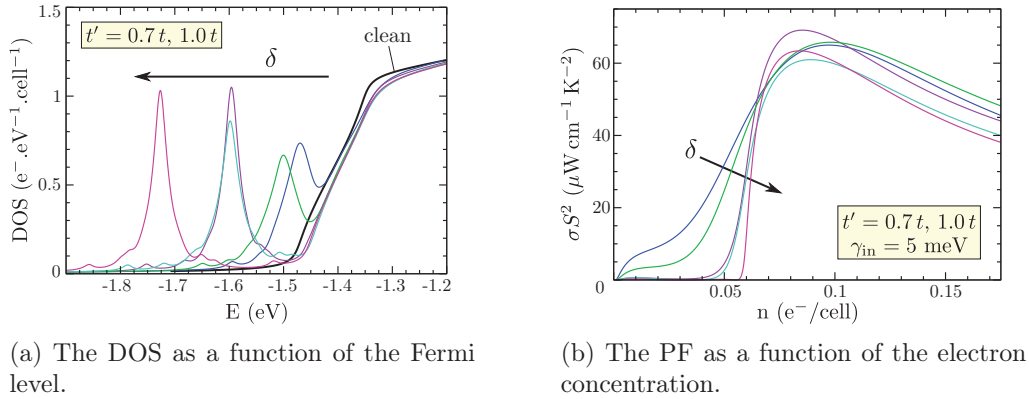 t′ = 0.7 t, 1.0 t
δ
clean
DOS (e⁻.eV⁻¹.cell⁻¹)
1.5
1
0.5
0
-1.8 -1.7 -1.6 -1.5 -1.4 -1.3 -1.2
E (eV)
(a) The DOS as a function of the Fermi
level.
σS² (μW cm⁻¹ K⁻²)
60
40
20
0
δ
t′ = 0.7 t, 1.0 t
γin = 5 meV
0.05 0.1 0.15
n (e⁻/cell)
(b) The PF as a function of the electron
concentration.